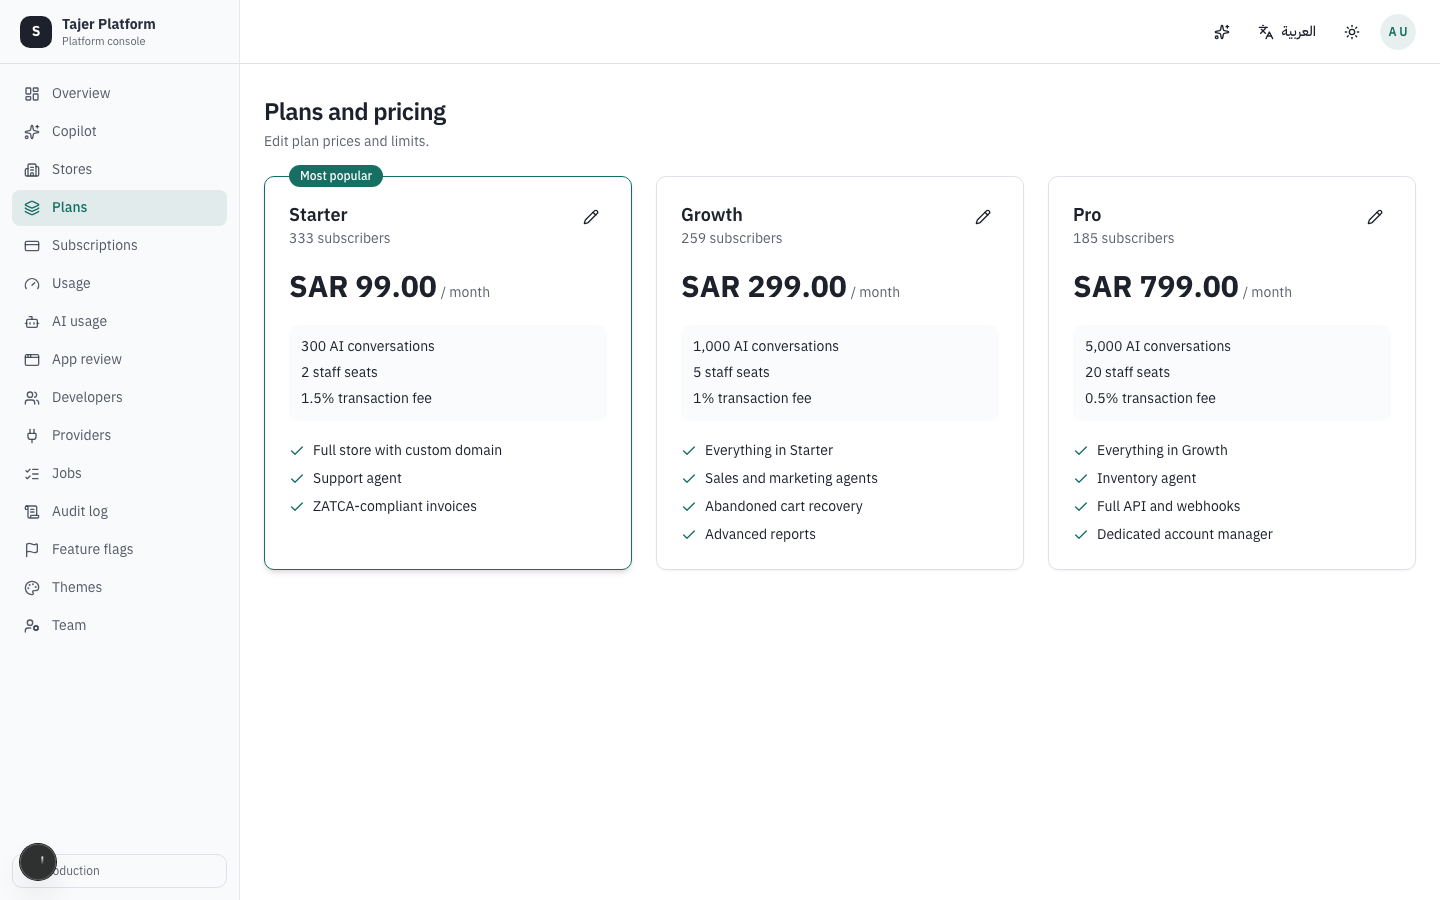 S
Tajer Platform
Platform console
العربية
A U
Overview
Copilot
Stores
Plans
Subscriptions
Usage
AI usage
App review
Developers
Providers
Jobs
Audit log
Feature flags
Themes
Team
Plans and pricing
Edit plan prices and limits.
Most popular
Starter
333 subscribers
SAR 99.00 / month
300 AI conversations
2 staff seats
1.5% transaction fee
Full store with custom domain
Support agent
ZATCA-compliant invoices
Growth
259 subscribers
SAR 299.00 / month
1,000 AI conversations
5 staff seats
1% transaction fee
Everything in Starter
Sales and marketing agents
Abandoned cart recovery
Advanced reports
Pro
185 subscribers
SAR 799.00 / month
5,000 AI conversations
20 staff seats
0.5% transaction fee
Everything in Growth
Inventory agent
Full API and webhooks
Dedicated account manager